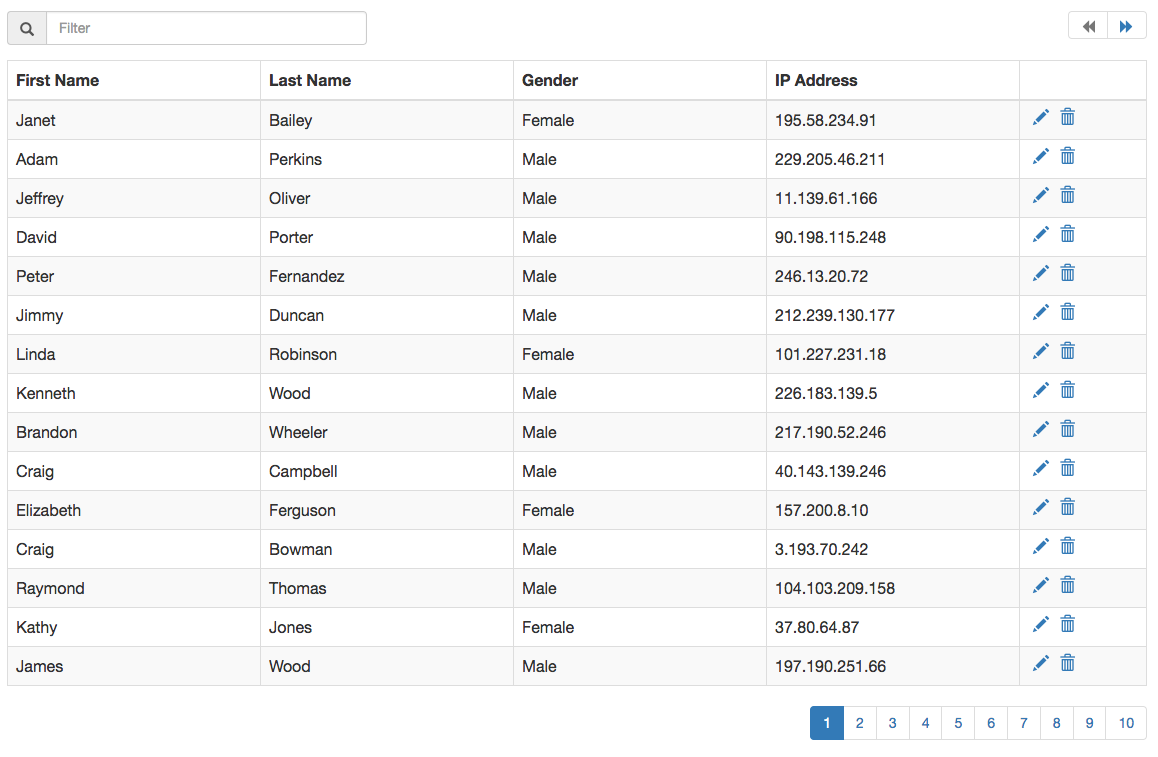 Filter
First Name Last Name Gender IP Address
Janet Bailey Female 195.58.234.91
Adam Perkins Male 229.205.46.211
Jeffrey Oliver Male 11.139.61.166
David Porter Male 90.198.115.248
Peter Fernandez Male 246.13.20.72
Jimmy Duncan Male 212.239.130.177
Linda Robinson Female 101.227.231.18
Kenneth Wood Male 226.183.139.5
Brandon Wheeler Male 217.190.52.246
Craig Campbell Male 40.143.139.246
Elizabeth Ferguson Female 157.200.8.10
Craig Bowman Male 3.193.70.242
Raymond Thomas Male 104.103.209.158
Kathy Jones Female 37.80.64.87
James Wood Male 197.190.251.66
1 2 3 4 5 6 7 8 9 10